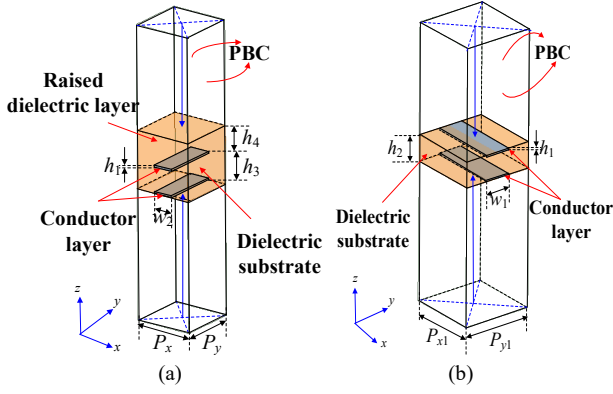 PBC
Raised
dielectric layer
h4
h3
h1
w2
Conductor
layer
Dielectric
substrate
z
y
x
Px
Py
(a)
PBC
h2
h1
w1
Dielectric
substrate
Conductor
layer
z
y
x
Px1
Py1
(b)